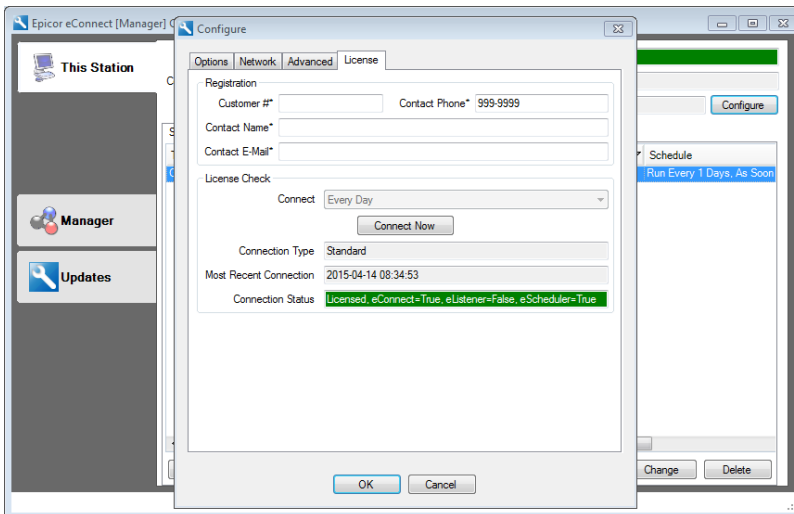 Epicor eConnect [Manager] C
Configure
This Station
Options Network Advanced License
Registration
Customer #* Contact Phone* 999-9999
Configure
Contact Name*
Contact E-Mail*
Schedule
License Check
Run Every 1 Days, As Soon
Connect Every Day
Manager
Connect Now
Connection Type Standard
Updates
Most Recent Connection 2015-04-14 08:34:53
Connection Status Licensed, eConnect=True, eListener=False, eScheduler=True
Change Delete
OK Cancel